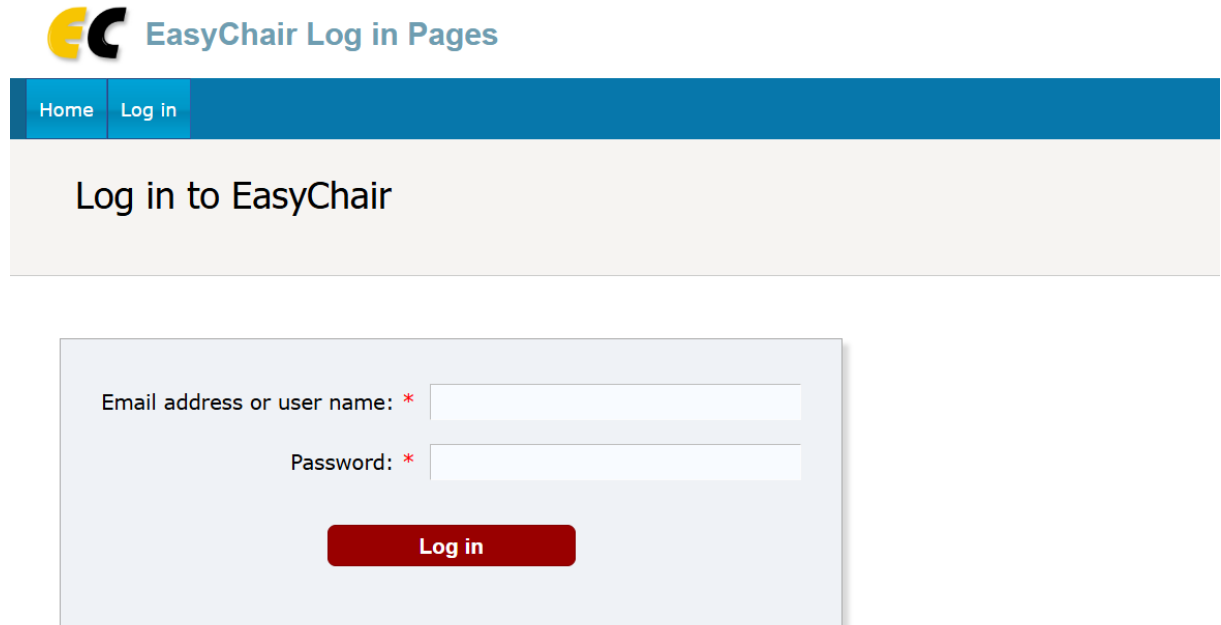 EC EasyChair Log in Pages
Home Log in
Log in to EasyChair
Email address or user name: *
Password: *
Log in